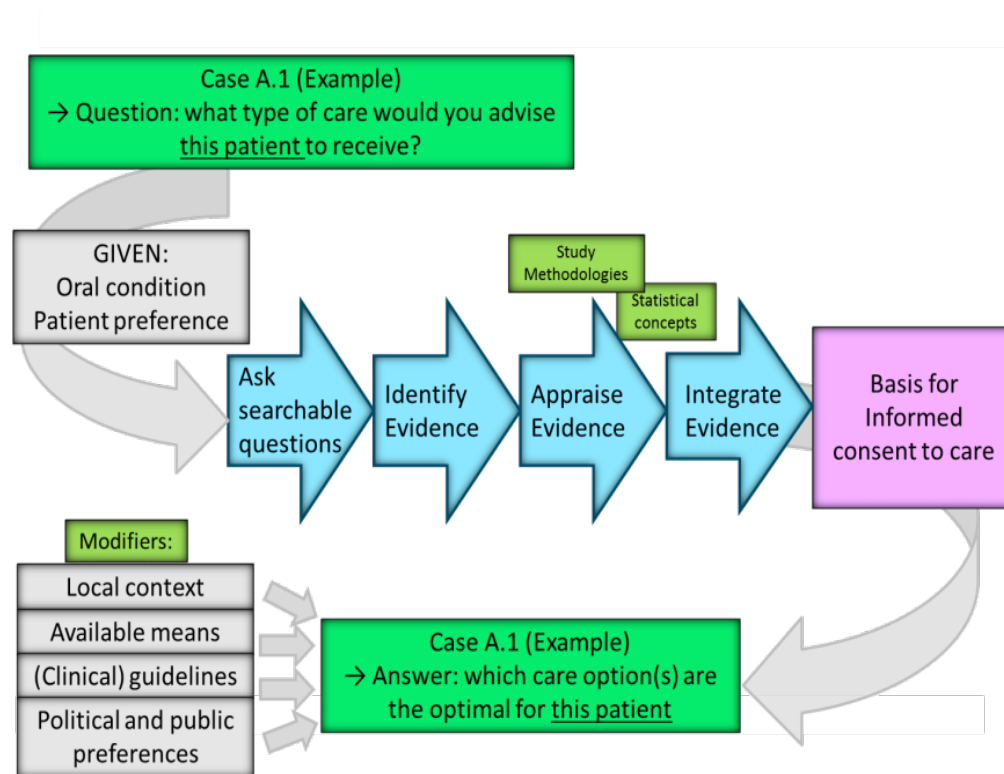 Case A.1 (Example)
→ Question: what type of care would you advise
this patient to receive?
GIVEN:
Oral condition
Patient preference
Study
Methodologies
Statistical
concepts
Ask
searchable
questions
Identify
Evidence
Appraise
Evidence
Integrate
Evidence
Basis for
Informed
consent to care
Modifiers:
Local context
Available means
(Clinical) guidelines
Political and public
preferences
Case A.1 (Example)
→ Answer: which care option(s) are
the optimal for this patient